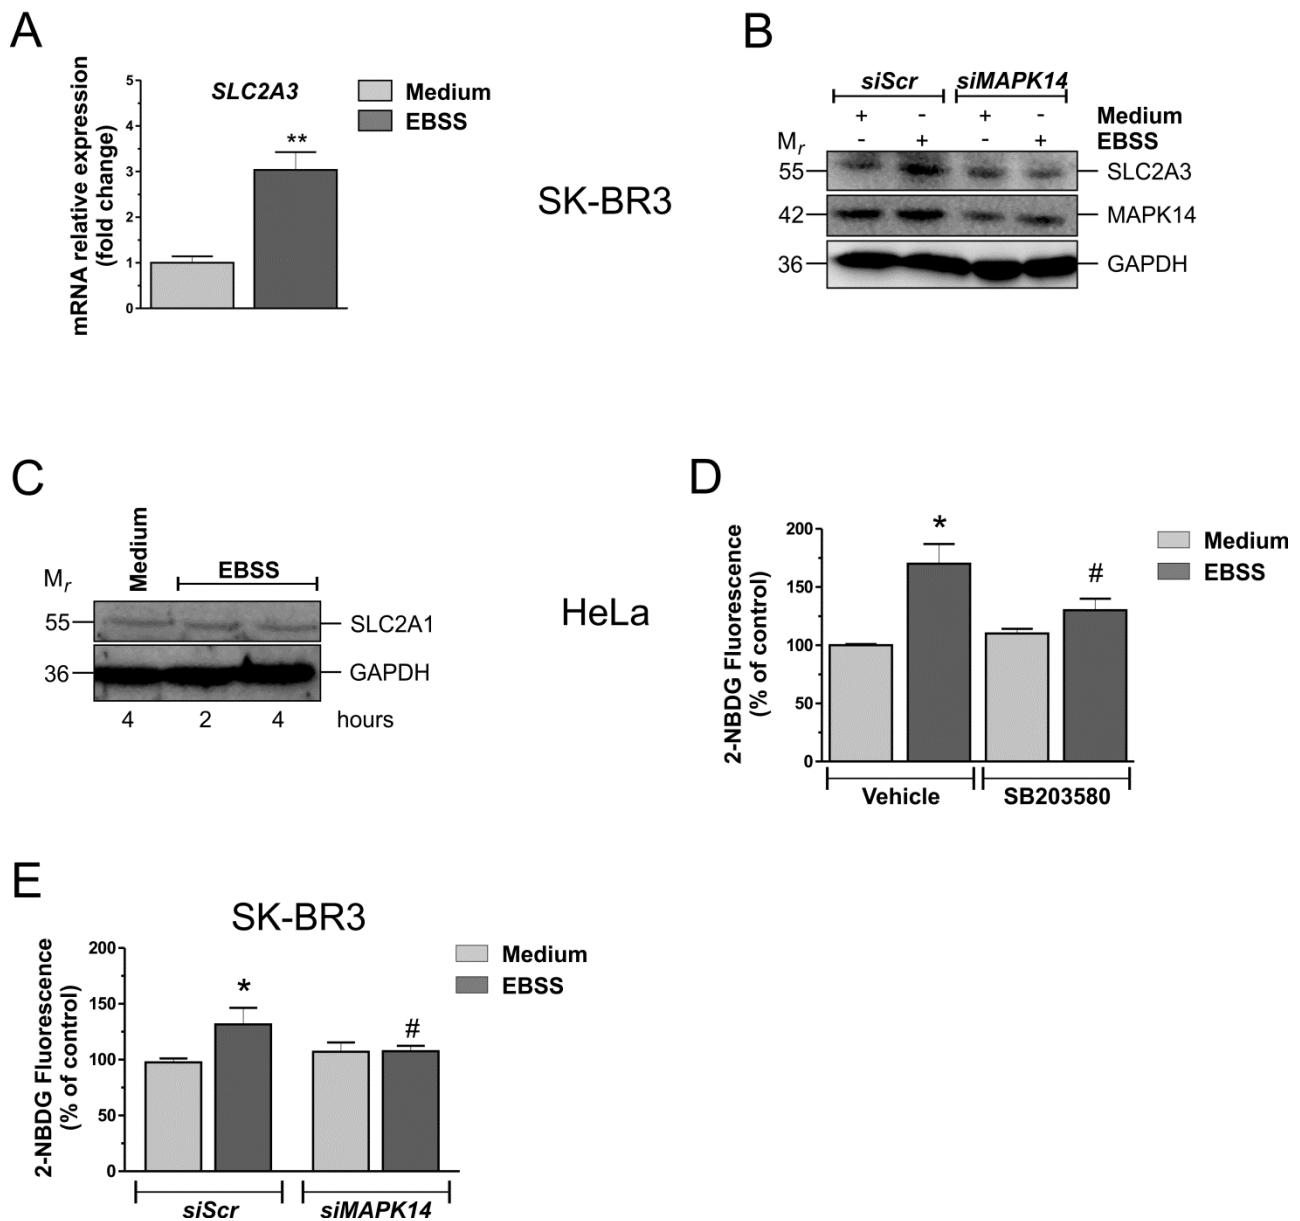 A
mRNA relative expression
(fold change)
5
4
3
2
1
0
SLC2A3
**
Medium
EBSS
SK-BR3
B
siScr siMAPK14
+ - + - Medium
Mr - + - + EBSS
55 SLC2A3
42 MAPK14
36 GAPDH
C
Medium
EBSS
Mr
55 SLC2A1
36 GAPDH
4 2 4 hours
HeLa
D
2-NBDG Fluorescence
(% of control)
200
150
100
50
0
*
#
Medium
EBSS
Vehicle SB203580
E
SK-BR3
2-NBDG Fluorescence
(% of control)
200
150
100
50
0
*
#
Medium
EBSS
siScr siMAPK14